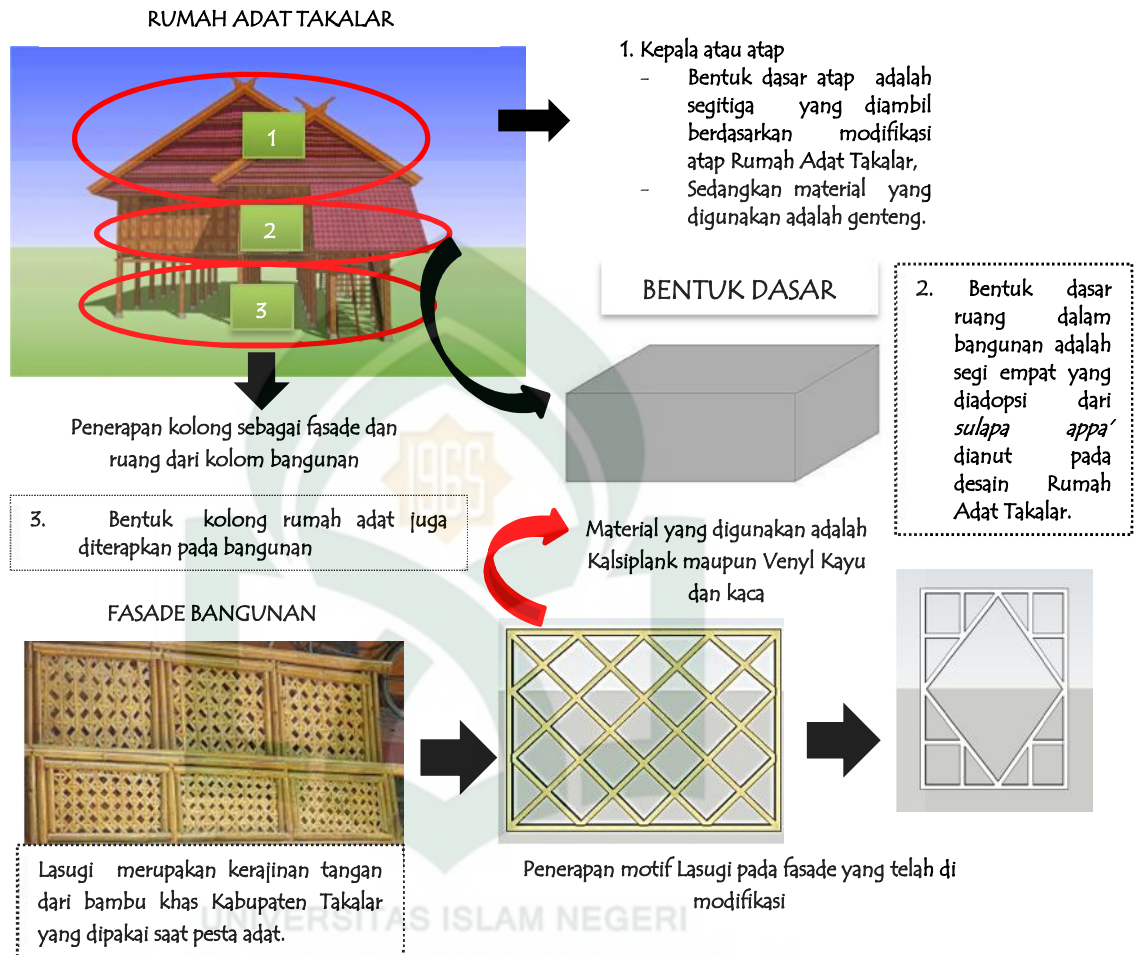 RUMAH ADAT TAKALAR
1
2
3
1. Kepala atau atap
- Bentuk dasar atap adalah
segitiga yang diambil
berdasarkan modifikasi
atap Rumah Adat Takalar,
- Sedangkan material yang
digunakan adalah genteng.
BENTUK DASAR
2. Bentuk dasar
ruang dalam
bangunan adalah
segi empat yang
diadopsi dari
sulapa appa'
dianut pada
desain Rumah
Adat Takalar.
Penerapan kolong sebagai fasade dan
ruang dari kolom bangunan
1965
3. Bentuk kolong rumah adat juga
diterapkan pada bangunan
Material yang digunakan adalah
Kalsiplank maupun Venyl Kayu
dan kaca
FASADE BANGUNAN
Lasugi merupakan kerajinan tangan
dari bambu khas Kabupaten Takalar
yang dipakai saat pesta adat.
Penerapan motif Lasugi pada fasade yang telah di
modifikasi
UNIVERSITAS ISLAM NEGERI